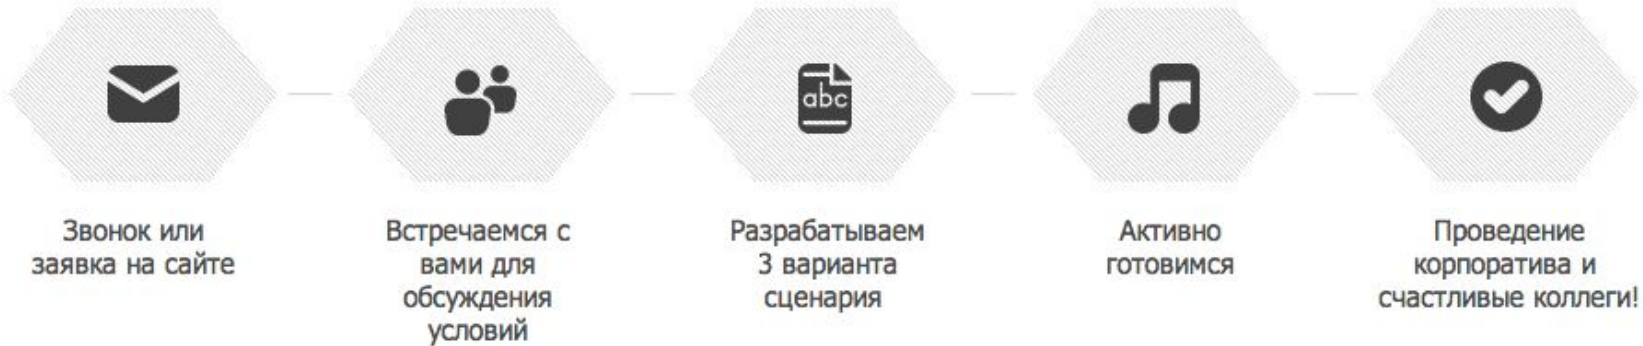 abc
Звонок или
заявка на сайте
Встречаемся с
вами для
обсуждения
условий
Разрабатываем
3 варианта
сценария
Активно
готовимся
Проведение
корпоратива и
счастливые коллеги!